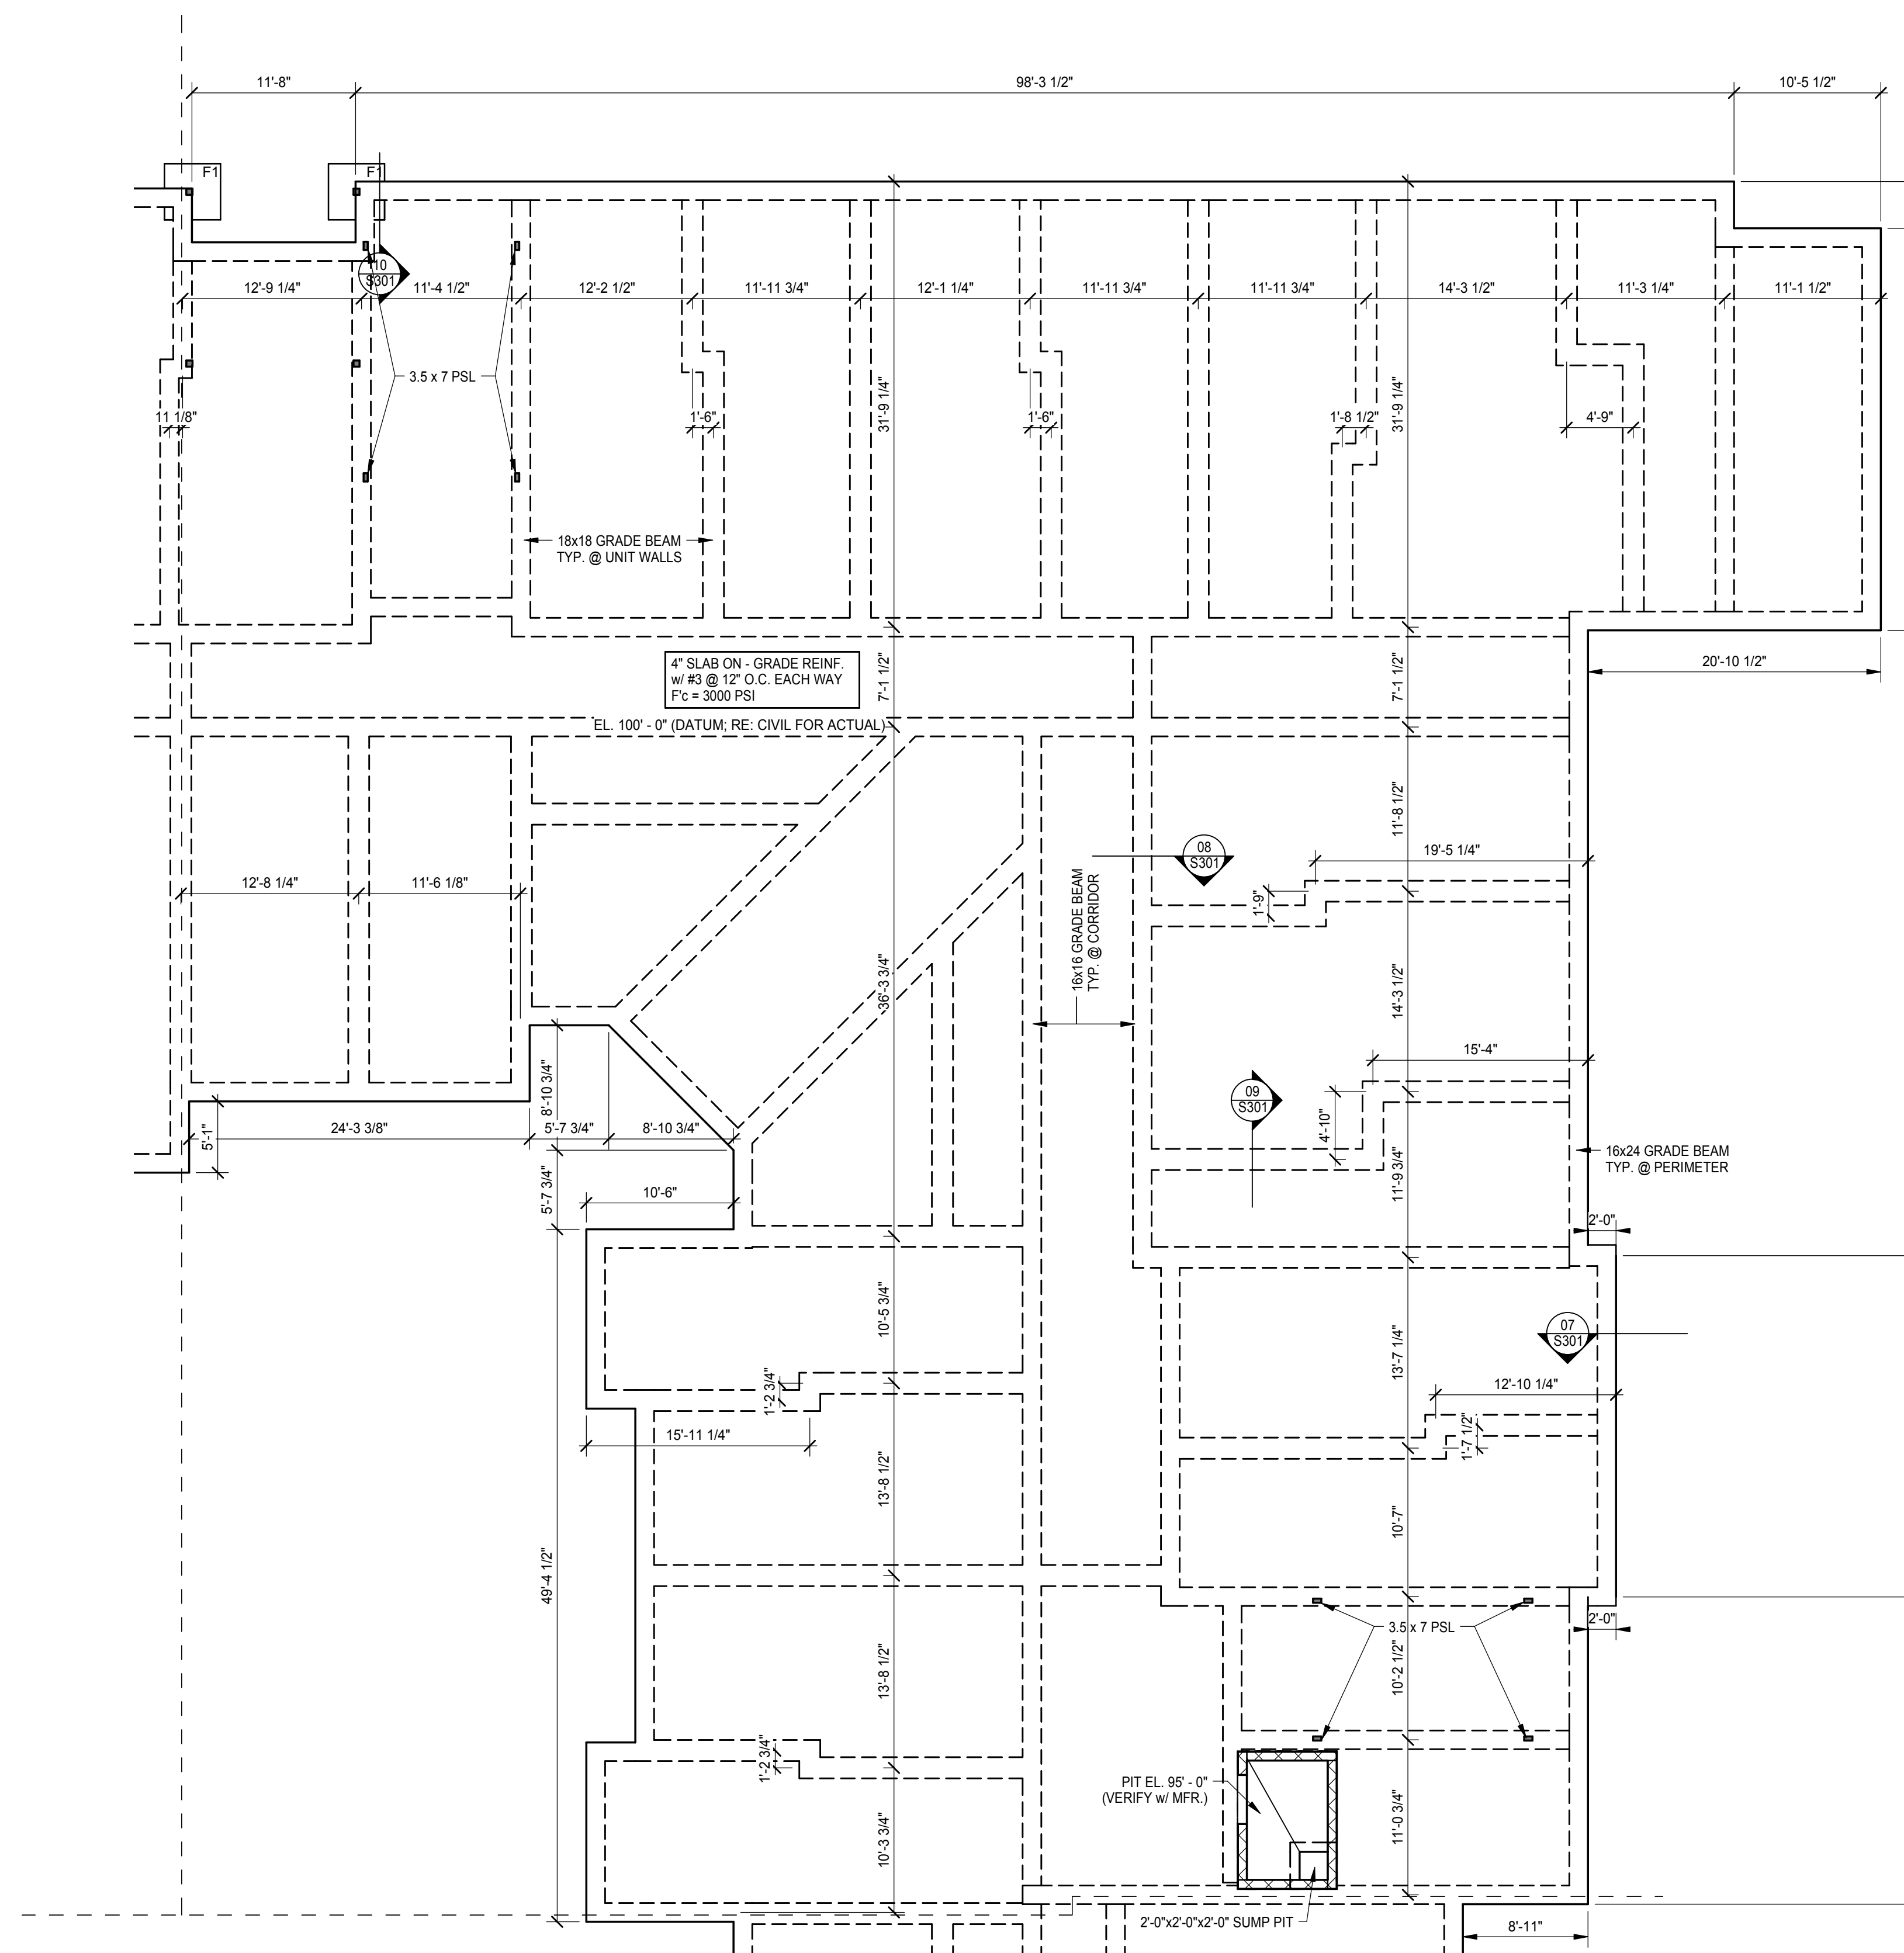 11'-8"
98'-3 1/2"
10'-5 1/2"
F1
F1
10
S301
12'-9 1/4"
11'-4 1/2"
12'-2 1/2"
11'-11 3/4"
12'-1 1/4"
11'-11 3/4"
11'-11 3/4"
14'-3 1/2"
11'-3 1/4"
11'-1 1/2"
3.5 x 7 PSL
31'-9 1/4"
31'-9 1/4"
11 1/8"
1'-6"
1'-6"
1'-8 1/2"
4'-9"
18x18 GRADE BEAM
TYP. @ UNIT WALLS
4" SLAB ON - GRADE REINF.
w/ #3 @ 12" O.C. EACH WAY
F'c = 3000 PSI
7'-1 1/2"
7'-1 1/2"
20'-10 1/2"
EL. 100' - 0" (DATUM; RE: CIVIL FOR ACTUAL)
11'-8 1/2"
08
S301
19'-5 1/4"
12'-8 1/4"
11'-6 1/8"
1'-9"
16x16 GRADE BEAM
TYP. @ CORRIDOR
36'-3 3/4"
14'-3 1/2"
15'-4"
09
S301
8'-10 3/4"
4'-10"
24'-3 3/8"
5'-7 3/4"
8'-10 3/4"
5'-1"
16x24 GRADE BEAM
TYP. @ PERIMETER
11'-9 3/4"
5'-7 3/4"
10'-6"
2'-0"
10'-5 3/4"
07
S301
13'-7 1/4"
12'-10 1/4"
1'-2 3/4"
15'-11 1/4"
1'-7 1/2"
13'-8 1/2"
10'-7"
49'-4 1/2"
2'-0"
3.5 x 7 PSL
13'-8 1/2"
10'-2 1/2"
1'-2 3/4"
PIT EL. 95' - 0"
(VERIFY w/ MFR.)
10'-3 3/4"
11'-0 3/4"
2'-0"x2'-0"x2'-0" SUMP PIT
8'-11"